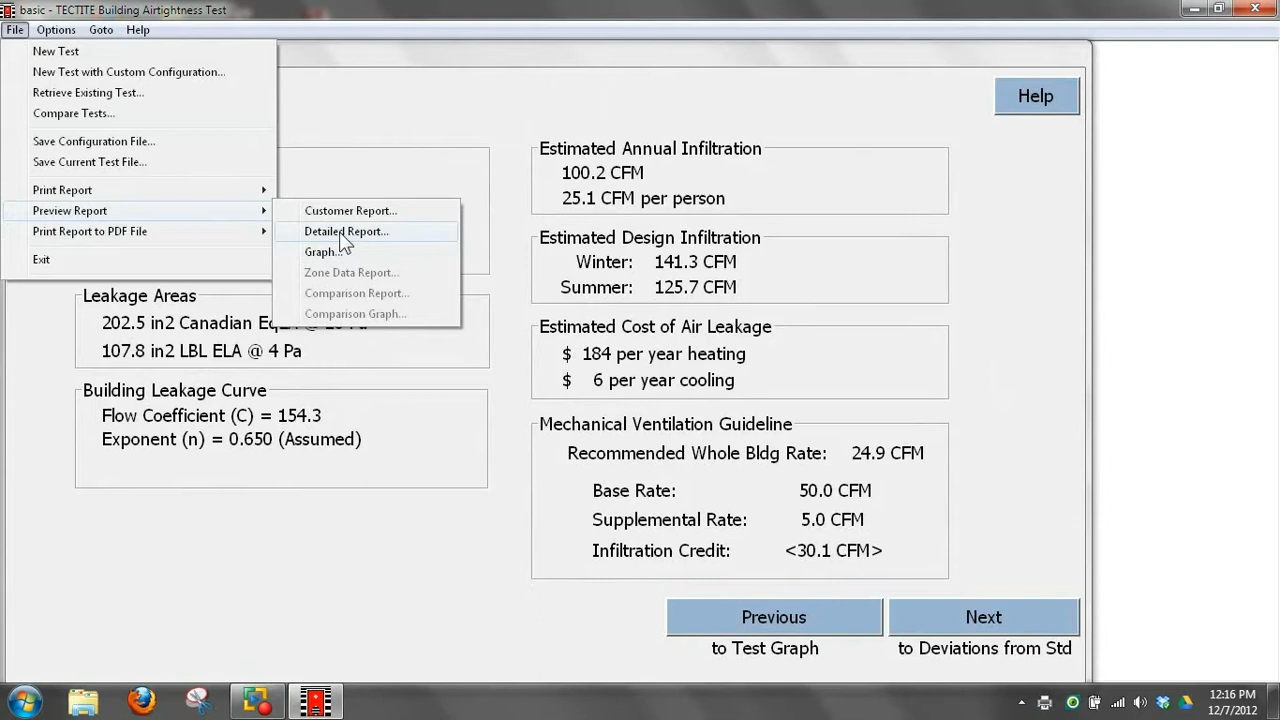 basic - TECTITE Building Airtightness Test
File Options Goto Help
New Test
New Test with Custom Configuration...
Retrieve Existing Test...
Compare Tests...
Save Configuration File...
Save Current Test File...
Print Report
Preview Report
Print Report to PDF File
Exit
Customer Report...
Detailed Report...
Graph...
Zone Data Report...
Comparison Report...
Comparison Graph...
Leakage Areas
202.5 in2 Canadian
107.8 in2 LBL ELA @ 4 Pa
Building Leakage Curve
Flow Coefficient (C) = 154.3
Exponent (n) = 0.650 (Assumed)
Help
Estimated Annual Infiltration
100.2 CFM
25.1 CFM per person
Estimated Design Infiltration
Winter: 141.3 CFM
Summer: 125.7 CFM
Estimated Cost of Air Leakage
$ 184 per year heating
$ 6 per year cooling
Mechanical Ventilation Guideline
Recommended Whole Bldg Rate: 24.9 CFM
Base Rate: 50.0 CFM
Supplemental Rate: 5.0 CFM
Infiltration Credit: <30.1 CFM>
Previous
to Test Graph
Next
to Deviations from Std
12:16 PM
12/7/2012